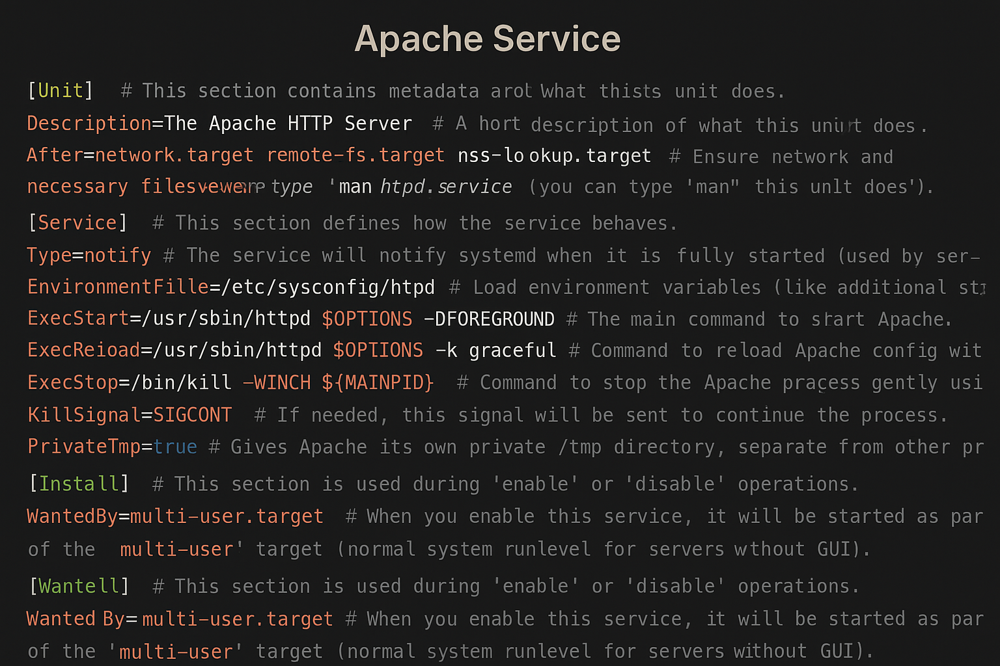 Apache Service
[Unit] # This section contains metadata arot What thists unit does.
Description=The Apache HTTP Server # A hort description of what this does.
After=network.target remote-fs.target nss-lo okup.target # Ensure network and
necessary type 'man htpd.service (you can type 'man" this unlt does').
[Service] # This section defines how the service behaves.
Type=notify # The service will notify systemd when it is fully started (used by ser-
EnvironmentFille=/etc/sysconfig/htpd # Load environment variables (like additional
ExecStart=/usr/sbin/httpd $OPTIONS -DFOREGROUND # The main command to start Apache.
ExecReioad=/usr/sbin/httpd $OPTIONS -k graceful # Command to reload Apache config wit
ExecStop=/bin/kill -WINCH ${MAINPID} # Command to stop the Apache pracess gently usi
KillSignal=SIGCONT # If needed, this signal will be sent to continue the process.
PrivateTmp=true # Gives Apache its own private /tmp directory, separate from other pr
[Install] # This section is used during 'enable' or 'disable' operations.
WantedBy=multi-user.target # When you enable this service, it will be started as par
of the multi-user' target (normal system runlevel for servers wthout GUI).
[Wantell] # This section is used during 'enable' or 'disable' operations.
Wanted By= multi-user.target # When you enable this service, it will be started as par
of the 'multi-user' target (normal system runlevel for servers without GUI).